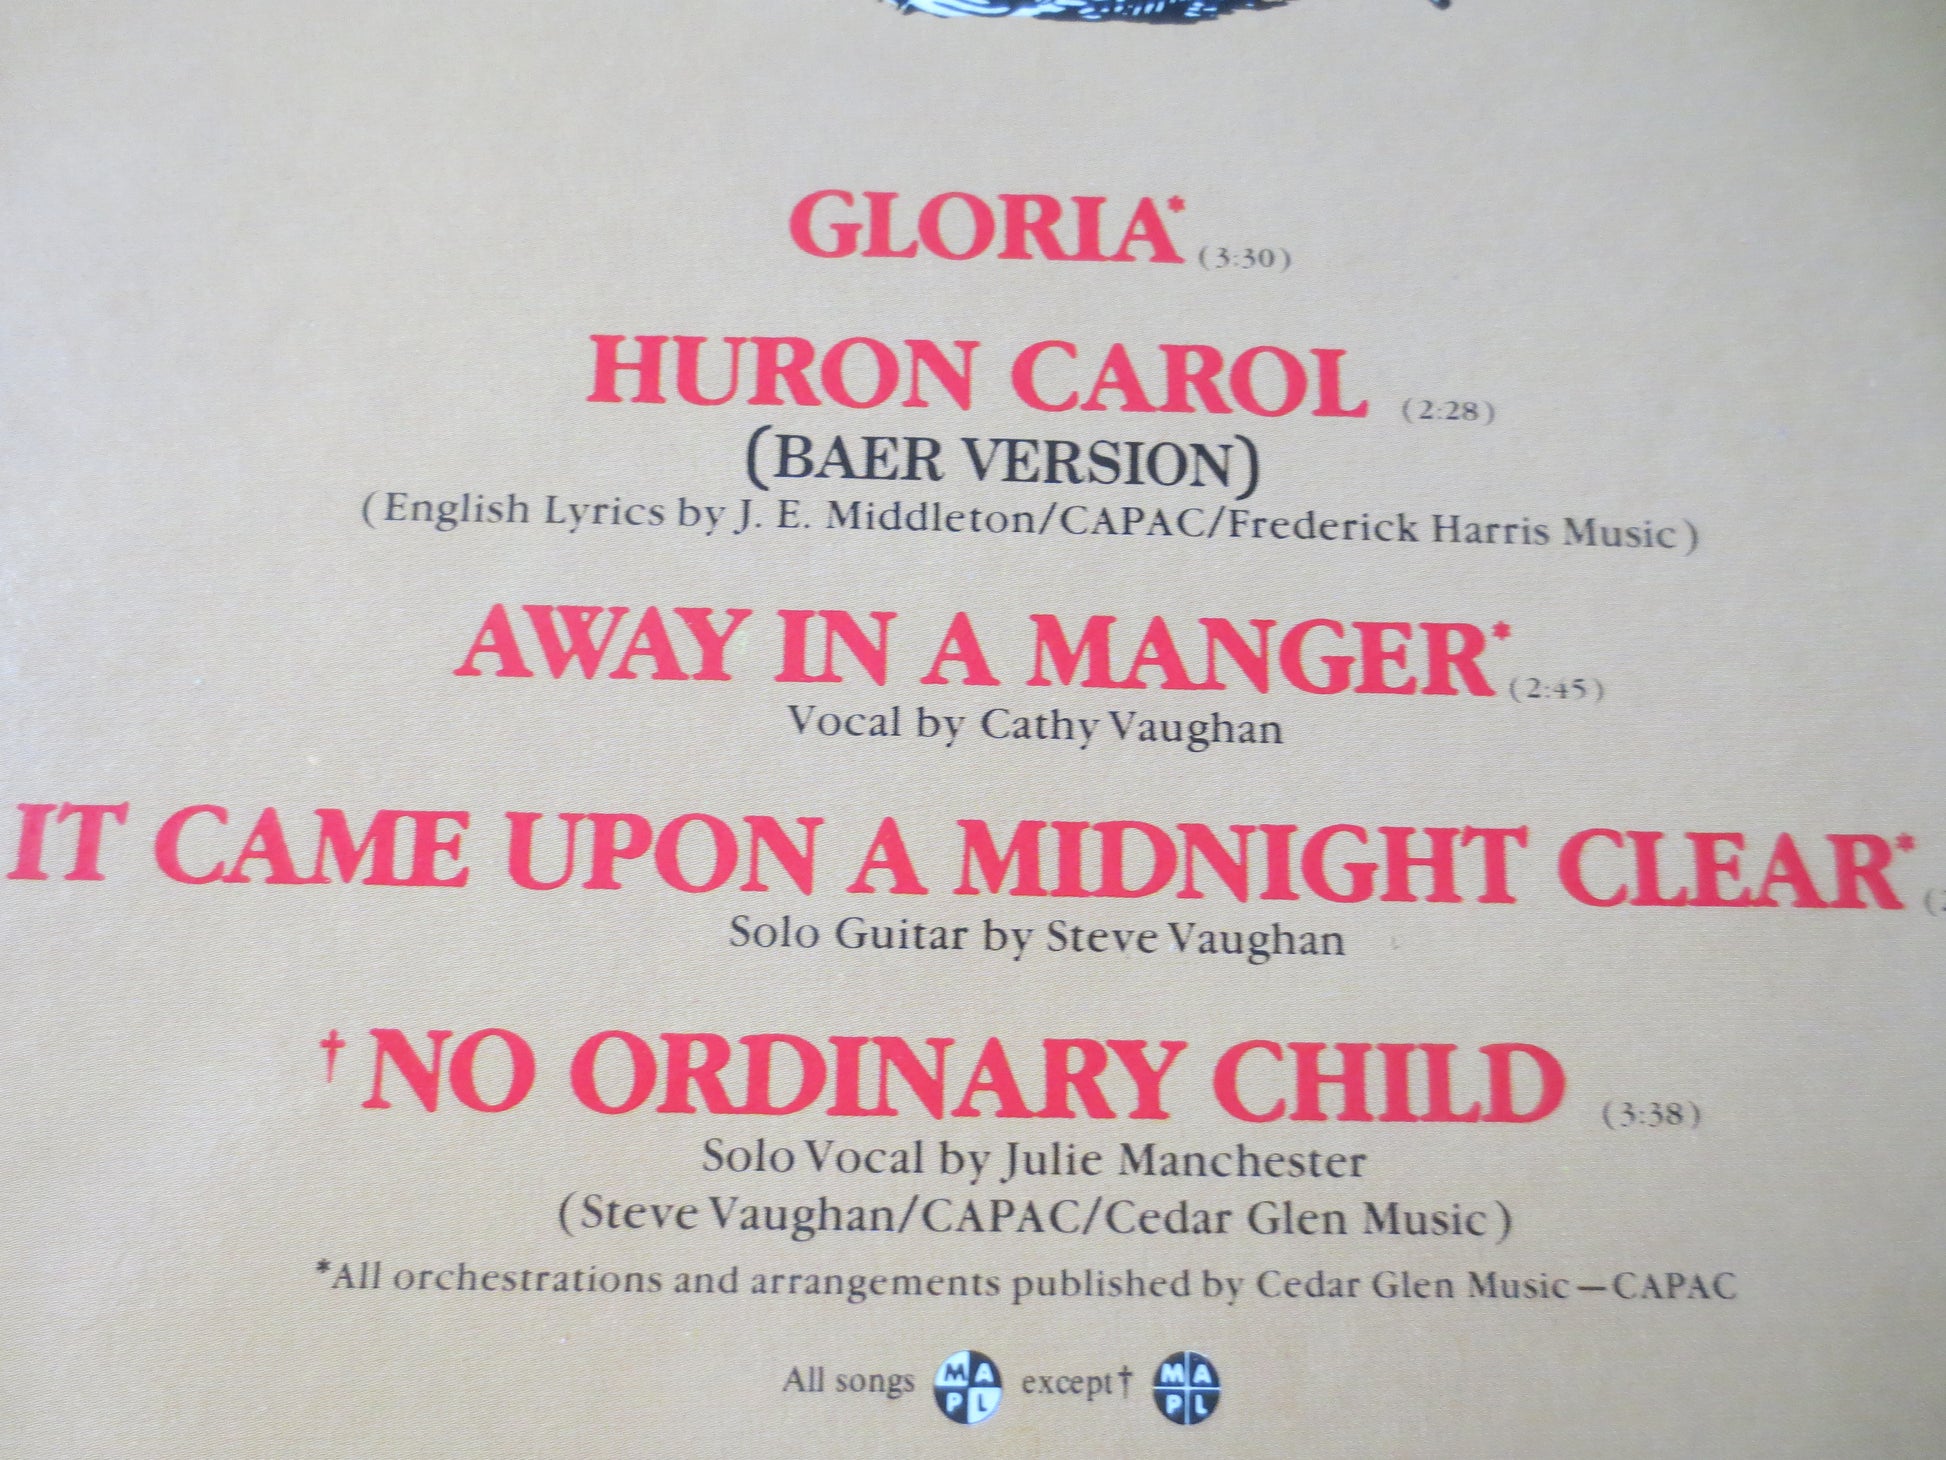 GLORIA* (3:30)
HURON CAROL (2:28)
(BAER VERSION)
(English Lyrics by J. E. Middleton/CAPAC/Frederick Harris Music)
AWAY IN A MANGER* (2:45)
Vocal by Cathy Vaughan
IT CAME UPON A MIDNIGHT CLEAR*
Solo Guitar by Steve Vaughan
† NO ORDINARY CHILD (3:38)
Solo Vocal by Julie Manchester
(Steve Vaughan/CAPAC/Cedar Glen Music)
*All orchestrations and arrangements published by Cedar Glen Music—CAPAC
All songs MAPL except† MAPL